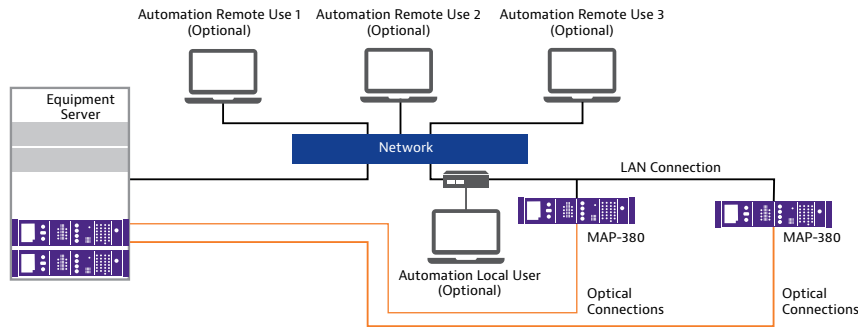 Automation Remote Use 1
(Optional)
Automation Remote Use 2
(Optional)
Automation Remote Use 3
(Optional)
Equipment
Server
Network
LAN Connection
MAP-380
MAP-380
Automation Local User
(Optional)
Optical
Connections
Optical
Connections